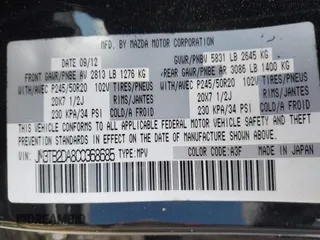 MFD. BY MAZDA MOTOR CORPORATION
DATE 09/12 GVWR/PNBV 5831 LB 2645 KG
FRONT GAWR/PNBE AV 2813 LB 1276 KG REAR GAWR/PNBE AR 3086 LB 1400 KG
WITH/AVEC P245/50R20 TIRES/PNEUS WITH/AVEC P245/50R20 TIRES/PNEUS
20X7 1/2J RIMS/JANTES 20X7 1/2J RIMS/JANTES
230 KPA/34 PSI COLD/A FROID 230 KPA/34 PSI COLD/A FROID
THIS VEHICLE CONFORMS TO ALL APPLICABLE FEDERAL MOTOR VEHICLE SAFETY, BUMPER, AND THEFT
PREVENTION STANDARDS IN EFFECT ON THE DATE OF MANUFACTURE SHOWN ABOVE.
VIN: JM3TB2DA8C0368685 TYPE: MPV COLOR CODE: A3F MADE IN JAPAN